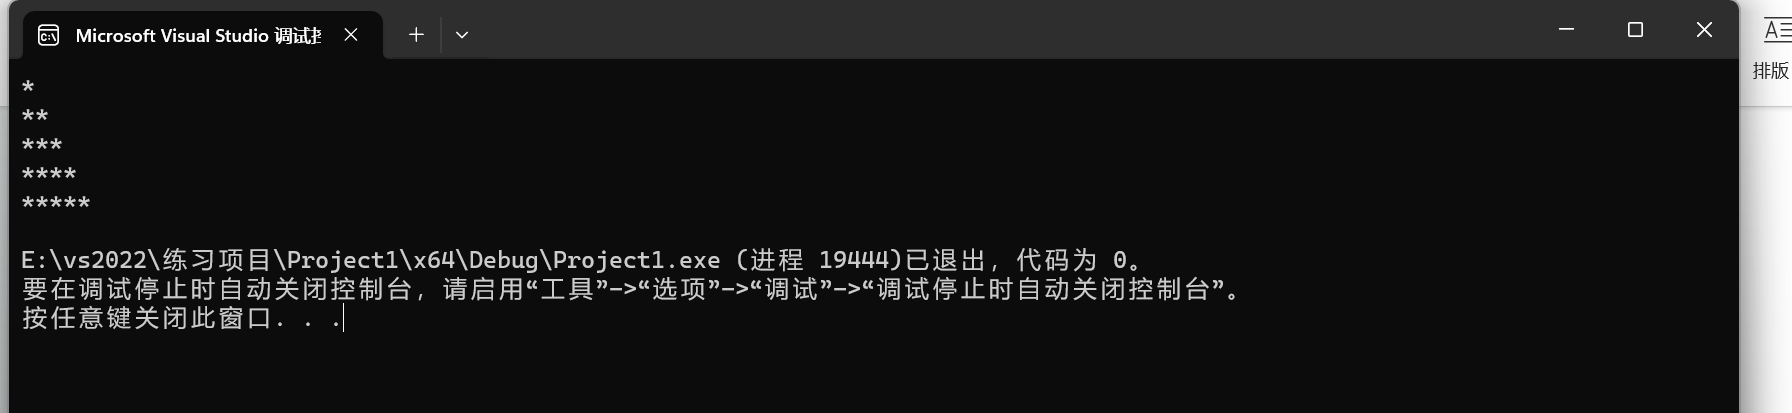 Microsoft Visual Studio 调试
排版
*
**
***
****
*****
E:\vs2022\练习项目\Project1\x64\Debug\Project1.exe (进程 19444)已退出，代码为 0。
要在调试停止时自动关闭控制台，请启用“工具”->“选项”->“调试”->“调试停止时自动关闭控制台”。
按任意键关闭此窗口. . .